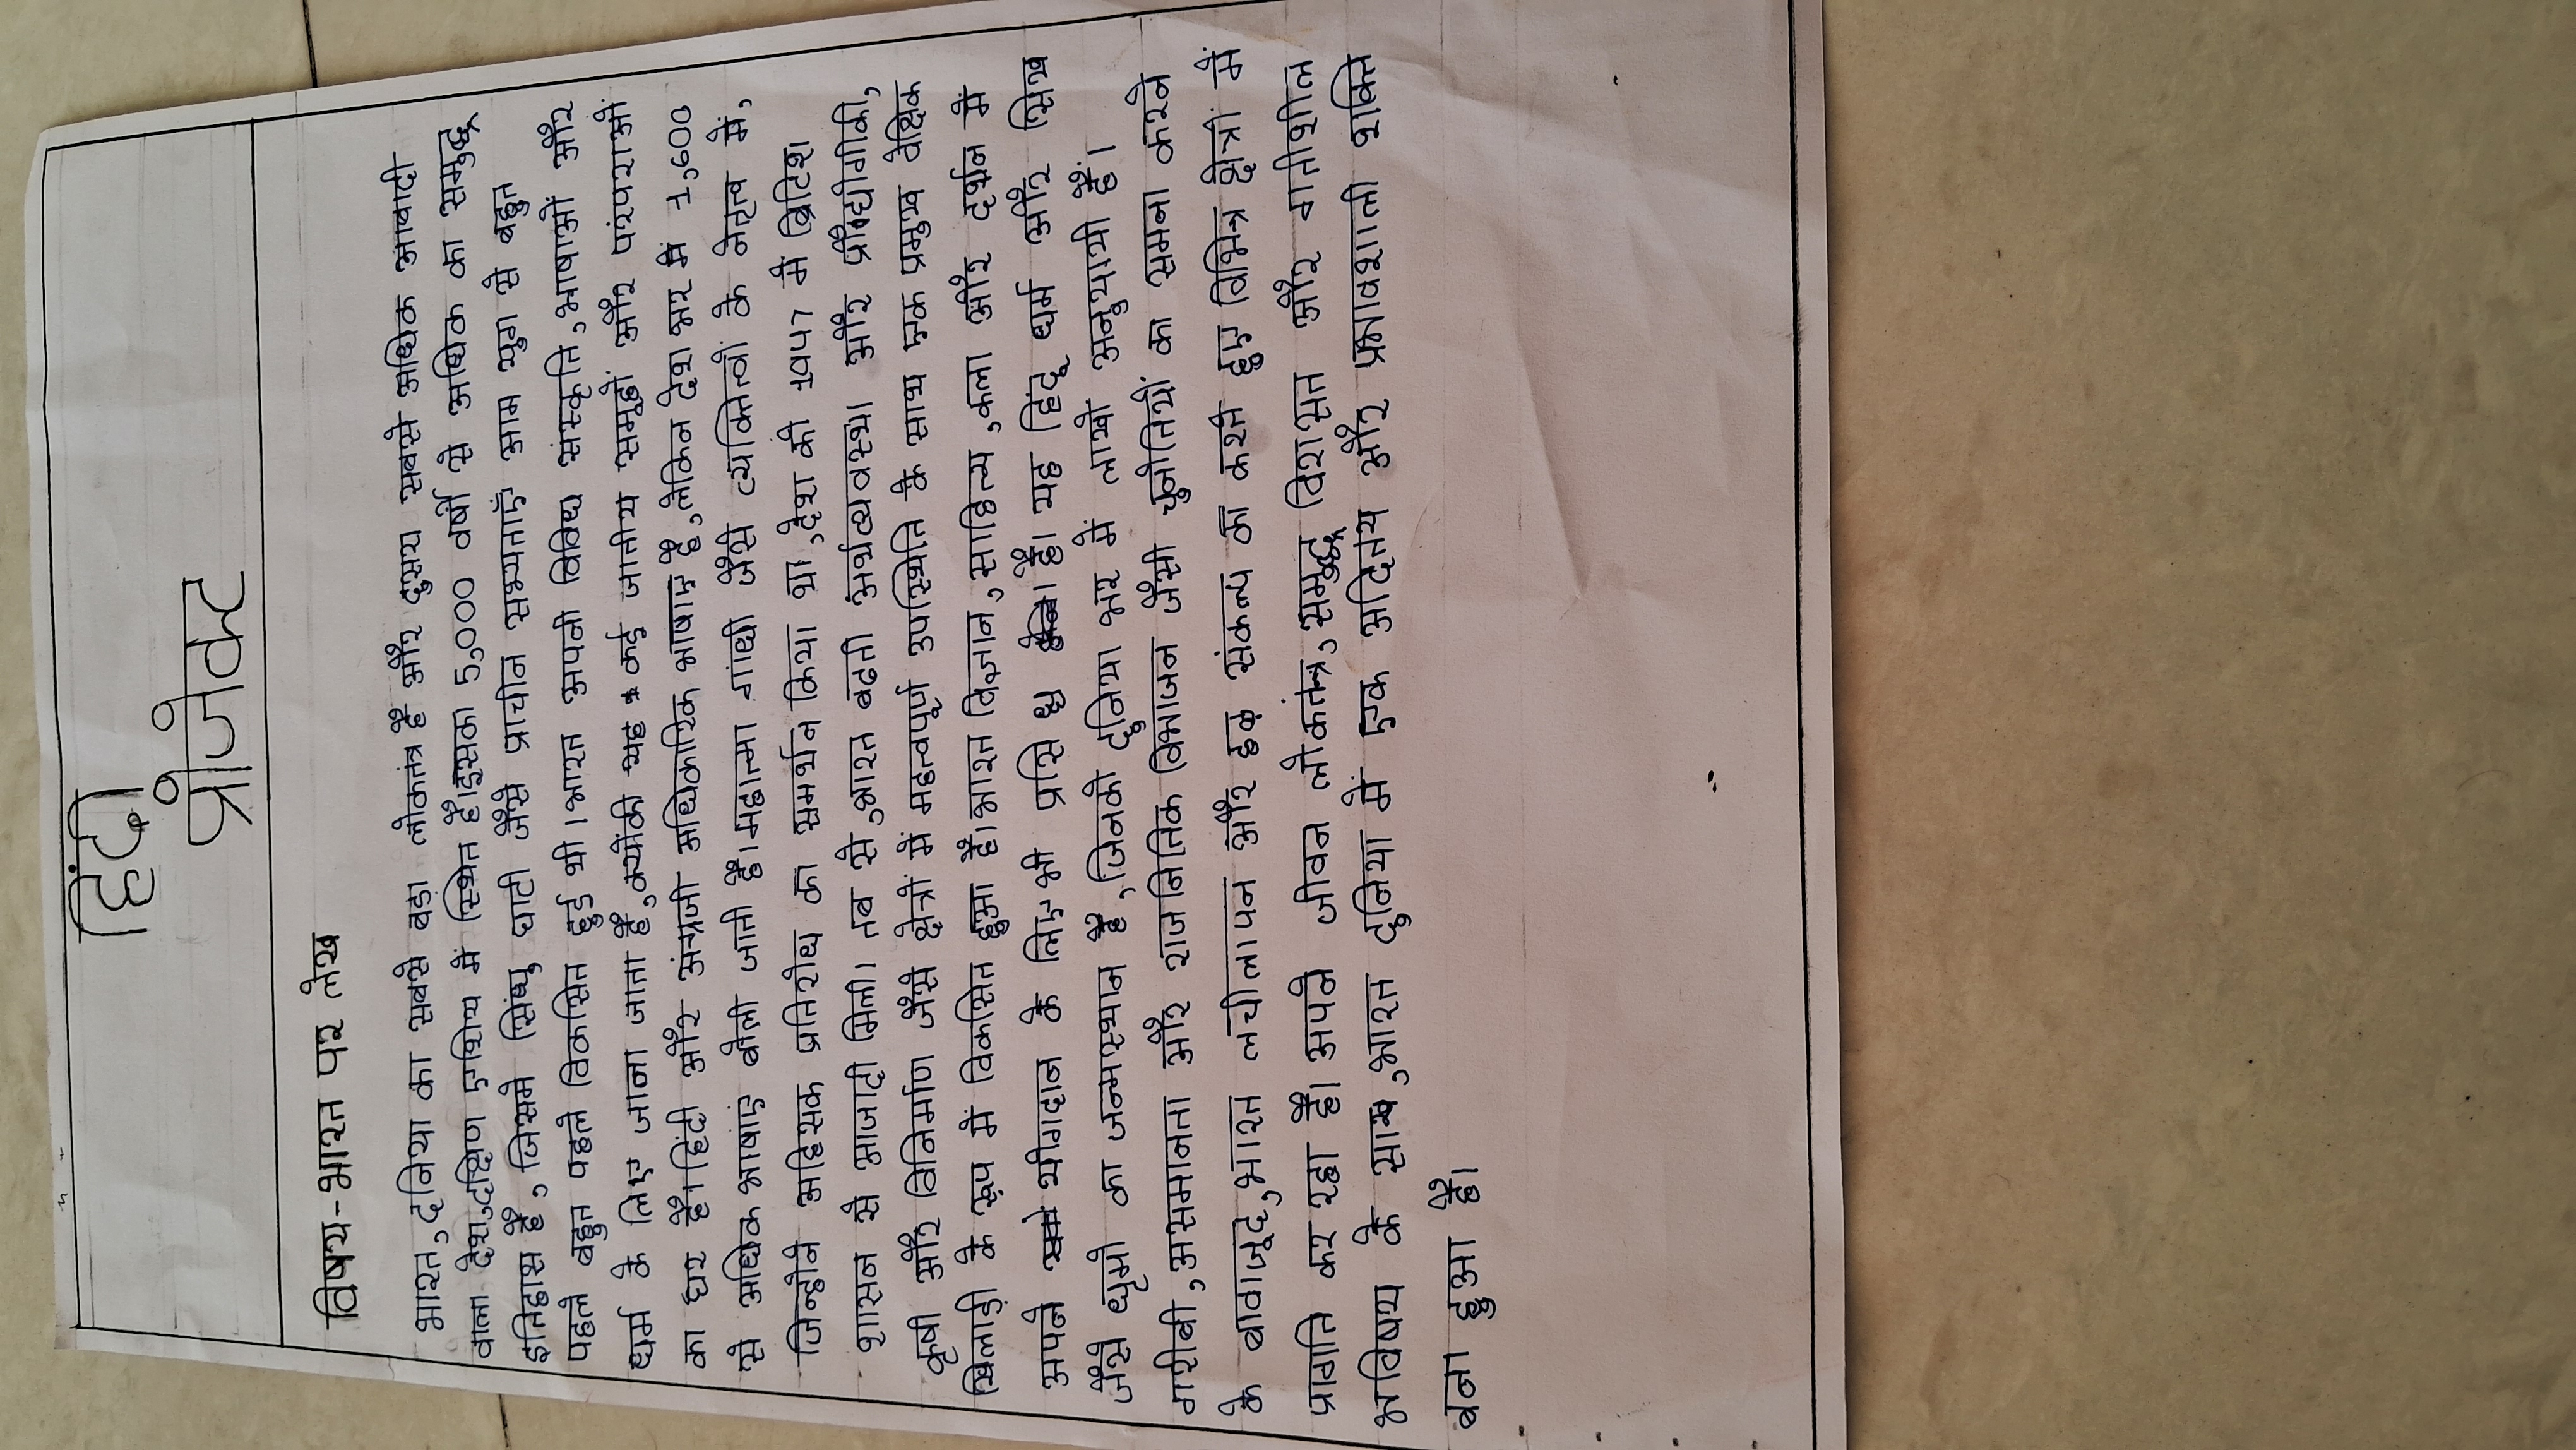 हिंदी
प्रोजेक्ट
विषय-भारत पर लेख
भारत, दनिया का सबसे बड़ा लोकतंत्र है और दुसरा सबसे अधिक आबादी
वाला देश,दक्षिण एशिय में स्थित है।इसका 5,000 वर्षों से अधिक का समुद्ध्र
इतिहास है, जिसमे सिंधु घाटी जैसे प्राचीन सभ्यताएँ आम युग से बहुत
पहले बहुत पहले विकसित हुई थी। भारत अपनी विविध संस्कृति,भाषाओं और
धर्म के लिए जाना जाता है,क्योंकी यह कई जातीय समूहों और परंपराओं
का घर है। हिंदी और अंग्रजी अधिकारिक भाषाए है,लेकिन देश भर में 1,600
से अधिक भाषाएं बोली जाती है।महात्मा गांधी जैसे व्यक्तित्वों के नेतृत्व में,
जिन्होने अहिसक प्रतिरोध का समर्थन किया था,देश को 1947 में ब्रिटिश
शासन से आजादी मिली। तब से,भारत बढती अर्थव्यवस्था और प्रौद्योगीकी,
कृषी और विनिर्माण जैसे क्षेत्रों में महत्वपूर्ण उपस्थिति के साथ एक प्रमुख वेक्षिक
खिलाड़ी के रूप में विकसित हुआ है।भारत विज्ञान, साहित्य,कला और दर्शन में
अपने योगदान के लिए भी प्रसिध है। यह हिंदू धर्म और सिख
जैसे धृमो का जन्मस्थान है,जिनको दुनिया भर में लाखो अनुयायी हैं।
गरीबी,असमानता और राजनितिक विभाजन जैसी चुनोतियों का समना करने
के बावाजूद,भारत लचीलापन और दृढ़ संकल्प का करते हुए विभिन्न क्षेत्रों में
प्रागति कर रहा है। अपने जीवन लोकतंत्र,समुद्ध्र विरासत और गतीशील
भविषय के साथ,भारत दुनिया में एक अदितय और प्रभावशाली शक्ति
बना हुआ है।